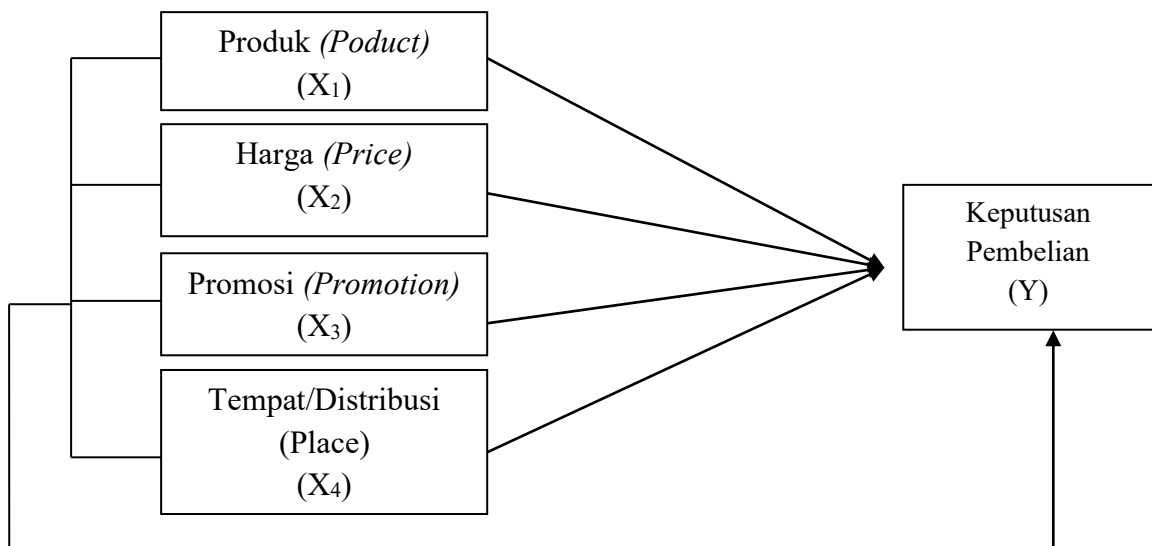 Produk (Poduct)
(X₁)
Harga (Price)
(X₂)
Promosi (Promotion)
(X₃)
Tempat/Distribusi
(Place)
(X₄)
Keputusan
Pembelian
(Y)